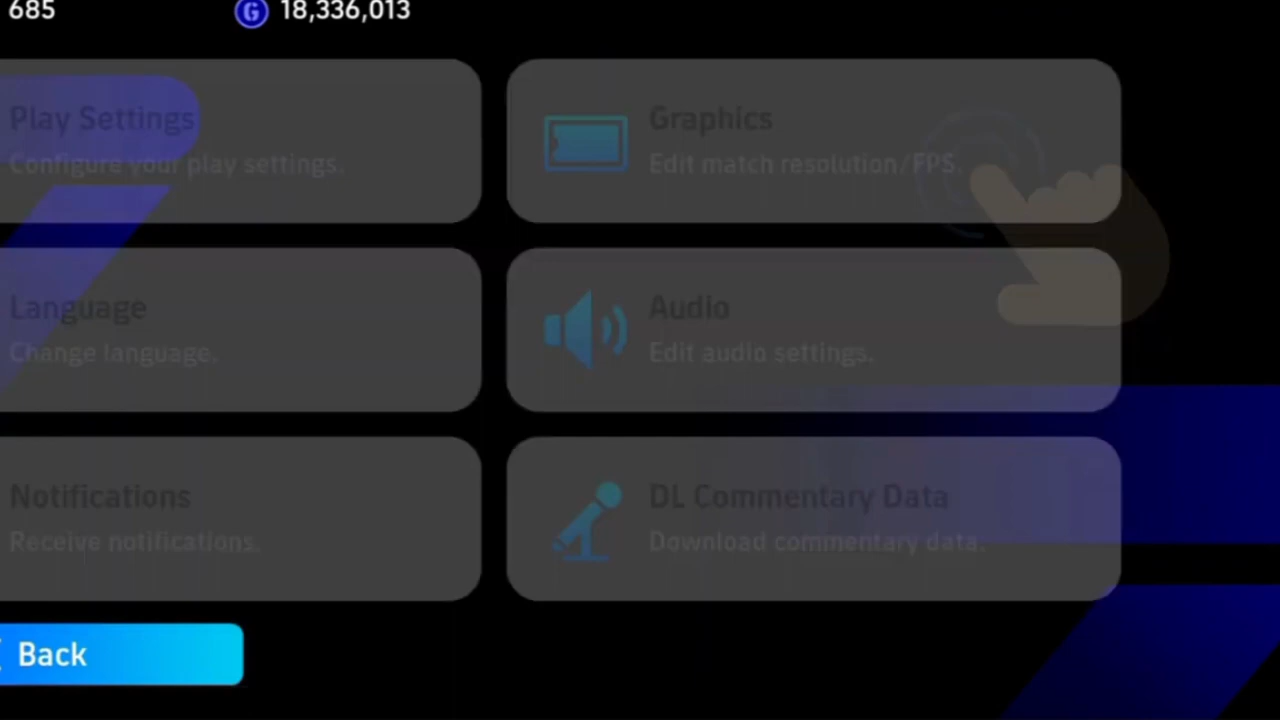 685
G 18,336,013
Play Settings
Configure your play settings.
Graphics
Edit match resolution/FPS.
Language
Change language.
Audio
Edit audio settings.
Notifications
Receive notifications.
DL Commentary Data
Download commentary data.
Back